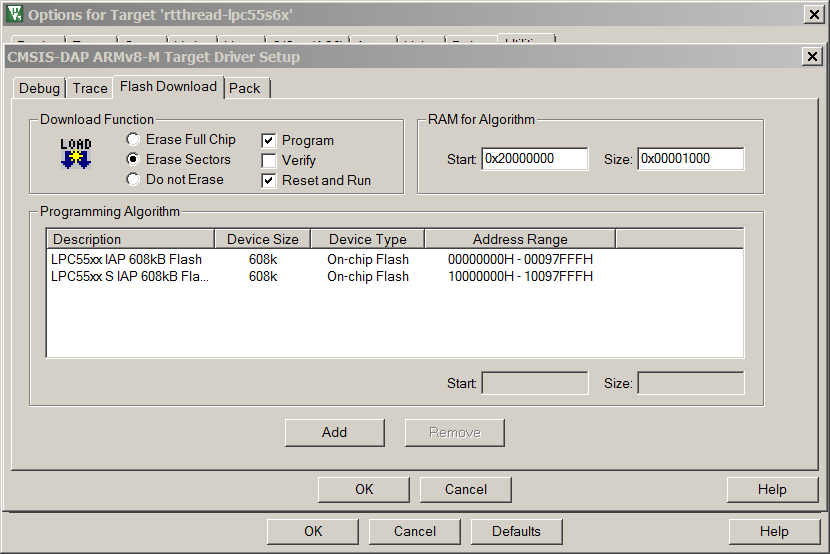 Options for Target 'rtthread-lpc55s6x'
CMSIS-DAP ARMv8-M Target Driver Setup
Debug Trace Flash Download Pack
Download Function
LOAD
Erase Full Chip
Erase Sectors
Do not Erase
Program
Verify
Reset and Run
RAM for Algorithm
Start: 0x20000000 Size: 0x00001000
Programming Algorithm
Description Device Size Device Type Address Range
LPC55xx IAP 608kB Flash 608k On-chip Flash 00000000H - 00097FFFH
LPC55xx S IAP 608kB Fla... 608k On-chip Flash 10000000H - 10097FFFH
Start: Size:
Add Remove
OK Cancel Help
OK Cancel Defaults Help